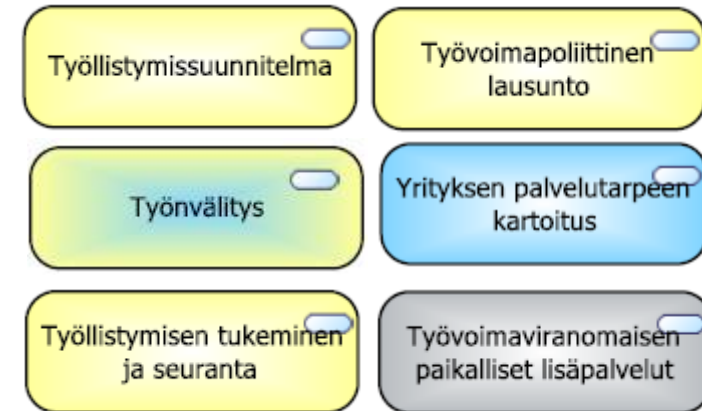 Työllistymissuunnitelma
Työvoimapoliittinen
lausunto
Työnvälitys
Yrityksen palvelutarpeen
kartoitus
Työllistymisen tukeminen
ja seuranta
Työvoimaviranomaisen
paikalliset lisäpalvelut